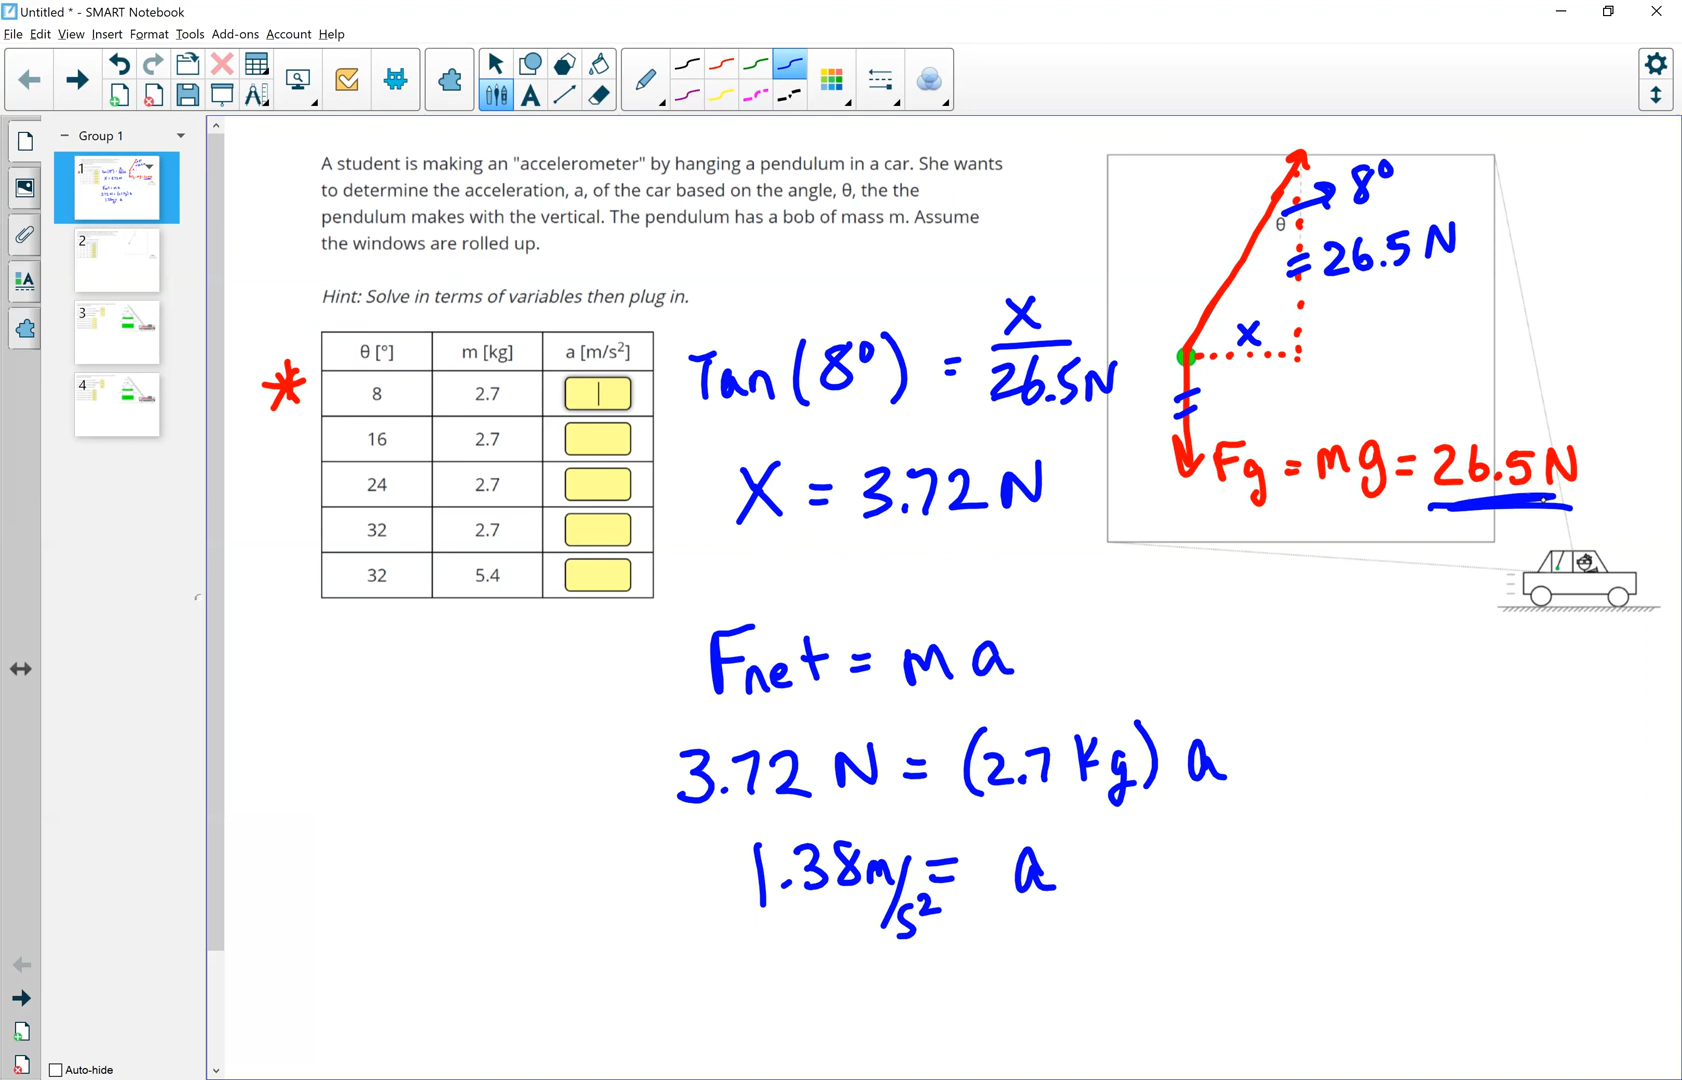 Untitled * - SMART Notebook
File Edit View Insert Format Tools Add-ons Account Help
Group 1
1
2
3
4
A student is making an "accelerometer" by hanging a pendulum in a car. She wants
to determine the acceleration, a, of the car based on the angle, θ, the the
pendulum makes with the vertical. The pendulum has a bob of mass m. Assume
the windows are rolled up.
Hint: Solve in terms of variables then plug in.
θ [°] m [kg] a [m/s²]
8 2.7
16 2.7
24 2.7
32 2.7
32 5.4
Tan (8°) = X / 26.5N
X = 3.72 N
Fnet = m a
3.72 N = (2.7 kg) a
1.38 m/s² = a
8°
θ
26.5 N
X
Fg = mg = 26.5 N
Auto-hide